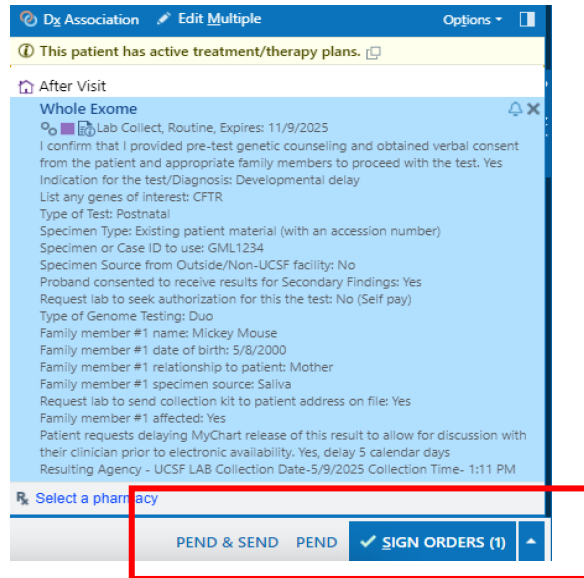 Dx Association Edit Multiple Options
This patient has active treatment/therapy plans.
After Visit
Whole Exome
Lab Collect, Routine, Expires: 11/9/2025
I confirm that I provided pre-test genetic counseling and obtained verbal consent
from the patient and appropriate family members to proceed with the test. Yes
Indication for the test/Diagnosis: Developmental delay
List any genes of interest: CFTR
Type of Test: Postnatal
Specimen Type: Existing patient material (with an accession number)
Specimen or Case ID to use: GML1234
Specimen Source from Outside/Non-UCSF facility: No
Proband consented to receive results for Secondary Findings: Yes
Request lab to seek authorization for this the test: No (Self pay)
Type of Genome Testing: Duo
Family member #1 name: Mickey Mouse
Family member #1 date of birth: 5/8/2000
Family member #1 relationship to patient: Mother
Family member #1 specimen source: Saliva
Request lab to send collection kit to patient address on file: Yes
Family member #1 affected: Yes
Patient requests delaying MyChart release of this result to allow for discussion with
their clinician prior to electronic availability. Yes, delay 5 calendar days
Resulting Agency - UCSF LAB Collection Date-5/9/2025 Collection Time- 1:11 PM
Rx Select a pharmacy
PEND & SEND PEND ✓ SIGN ORDERS (1)